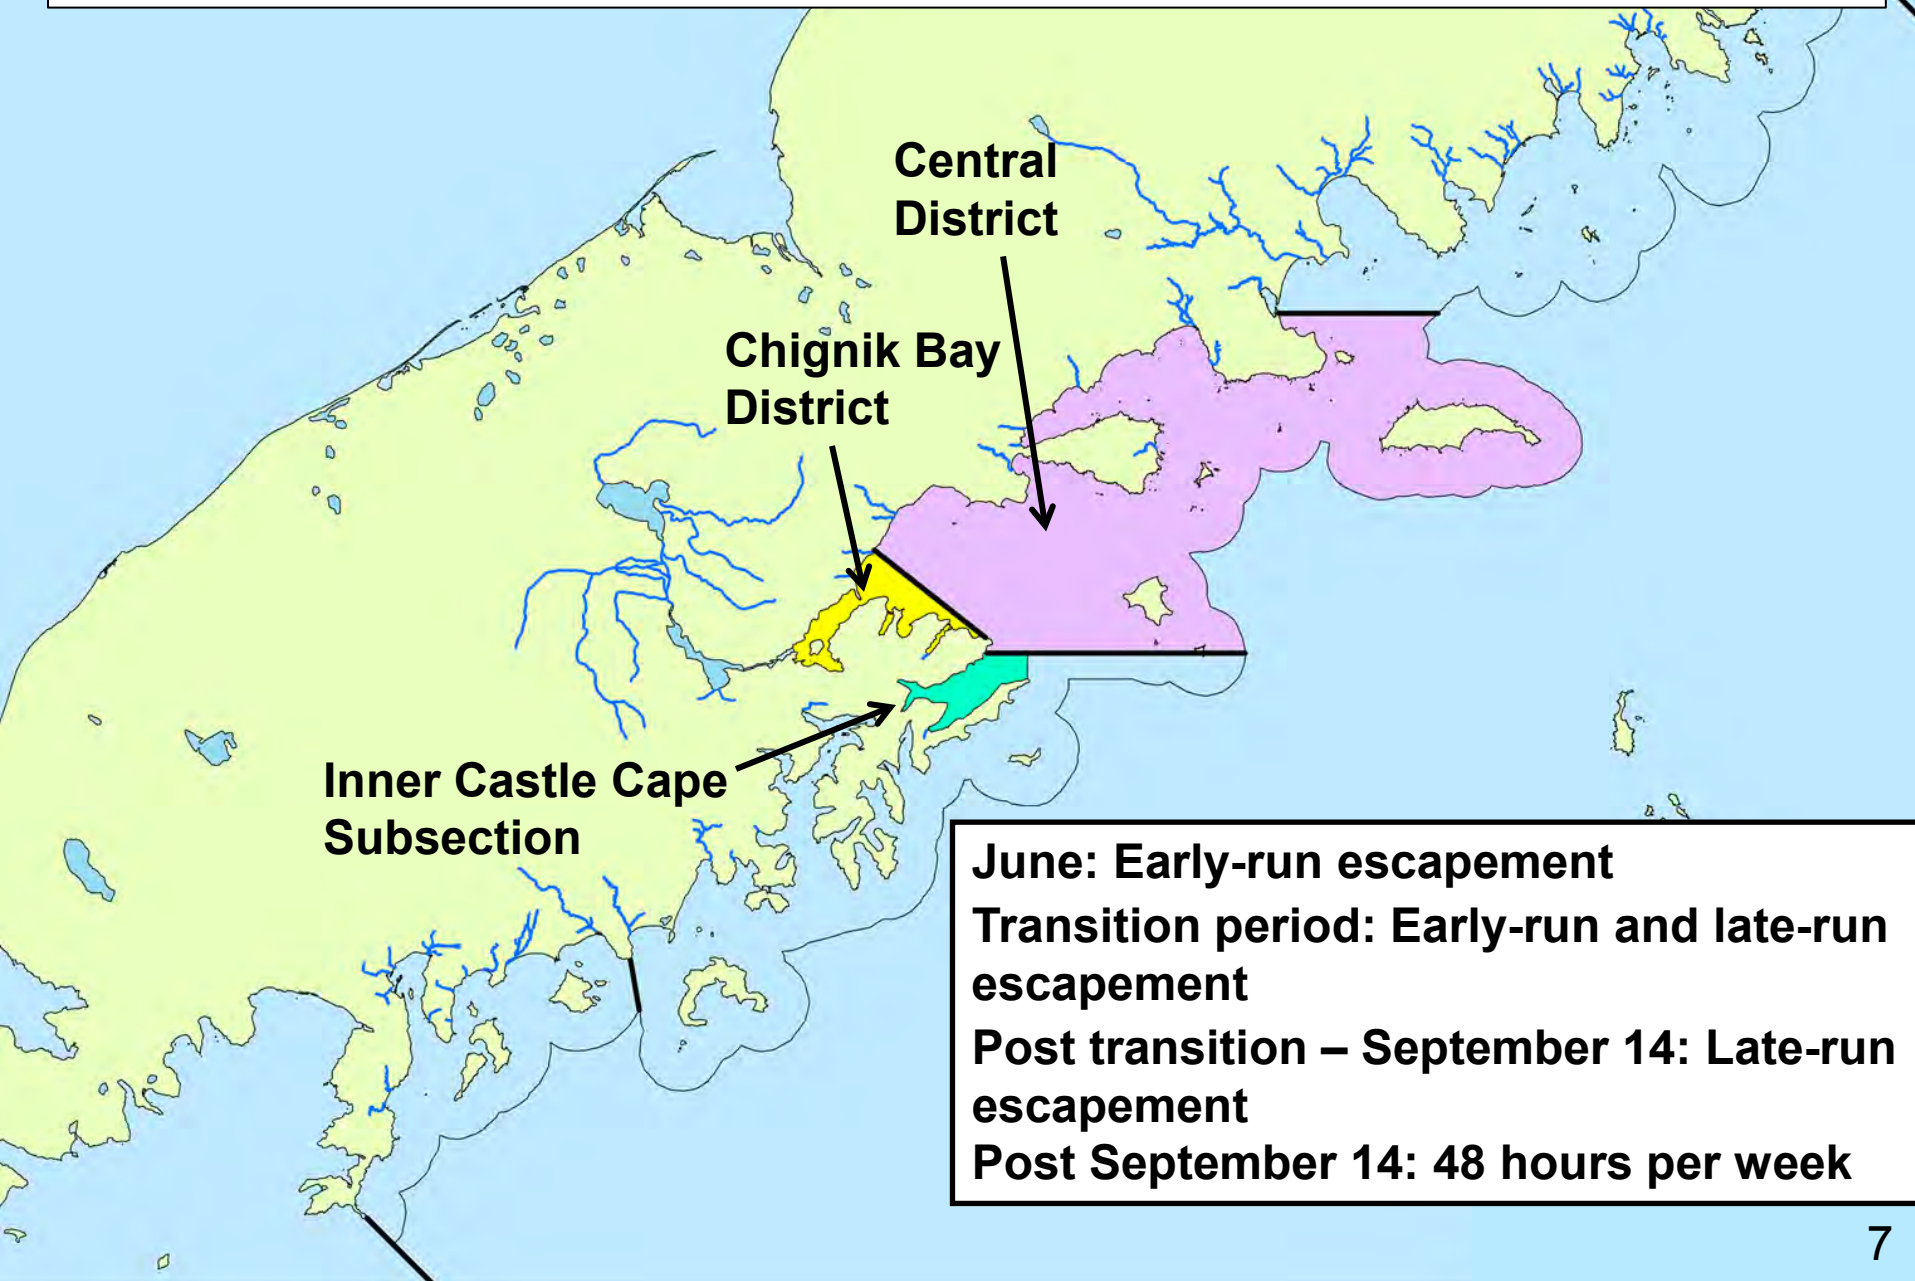 Central
District
Chignik Bay
District
Inner Castle Cape
Subsection
June: Early-run escapement
Transition period: Early-run and late-run
escapement
Post transition – September 14: Late-run
escapement
Post September 14: 48 hours per week
7